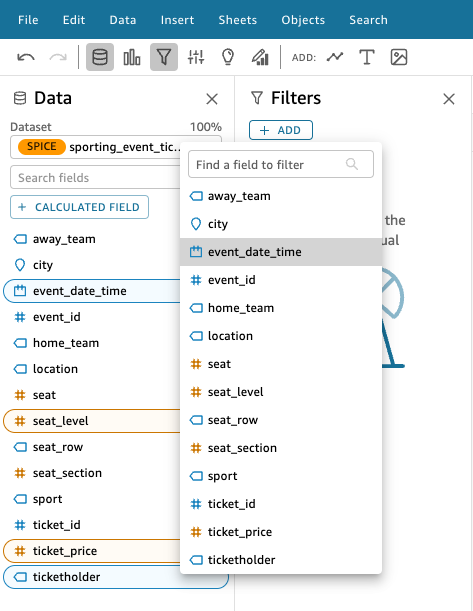 File Edit Data Insert Sheets Objects Search
ADD:
Data
Dataset 100%
SPICE sporting_event_tic...
Search fields
+ CALCULATED FIELD
away_team
city
event_date_time
event_id
home_team
location
seat
seat_level
seat_row
seat_section
sport
ticket_id
ticket_price
ticketholder
Filters
+ ADD
Find a field to filter
away_team
city
event_date_time
event_id
home_team
location
seat
seat_level
seat_row
seat_section
sport
ticket_id
ticket_price
ticketholder
the
ual